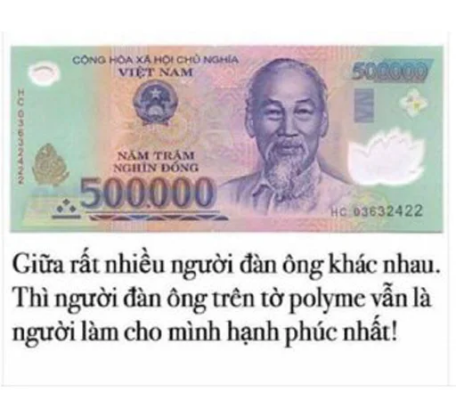 CỘNG HÒA XÃ HỘI CHỦ NGHĨA
VIỆT NAM
500000
HC 03632422
NĂM TRĂM
NGHÌN ĐỒNG
500.000
HC 03632422
Giữa rất nhiều người đàn ông khác nhau.
Thì người đàn ông trên tờ polyme vẫn là
người làm cho mình hạnh phúc nhất!